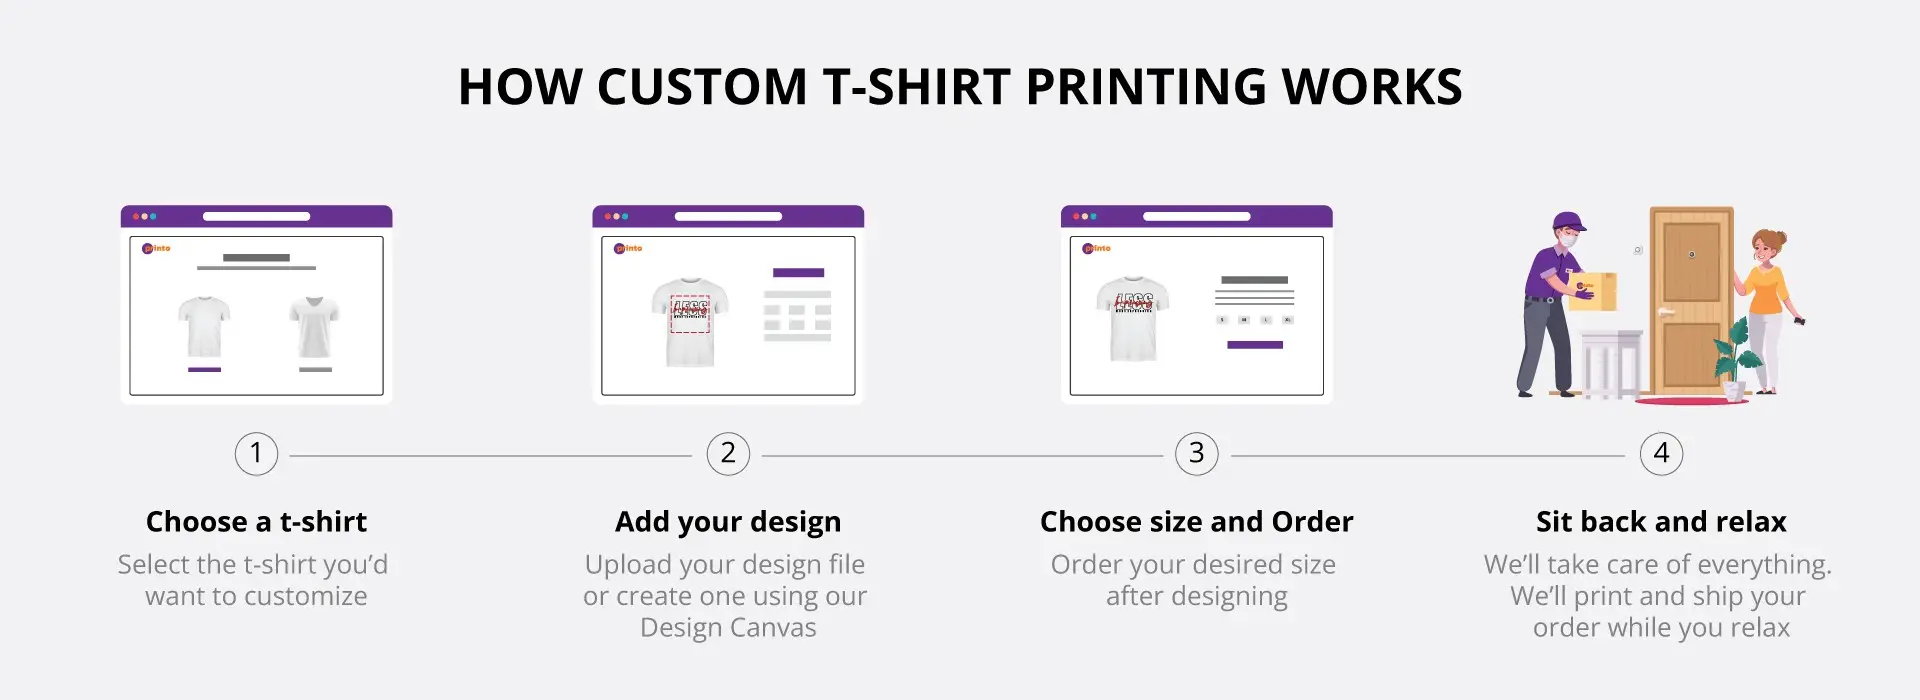 HOW CUSTOM T-SHIRT PRINTING WORKS
printo
printo
LESS
printo
LESS
S M L XL
printo
1
2
3
4
Choose a t-shirt
Select the t-shirt you’d
want to customize
Add your design
Upload your design file
or create one using our
Design Canvas
Choose size and Order
Order your desired size
after designing
Sit back and relax
We’ll take care of everything.
We’ll print and ship your
order while you relax